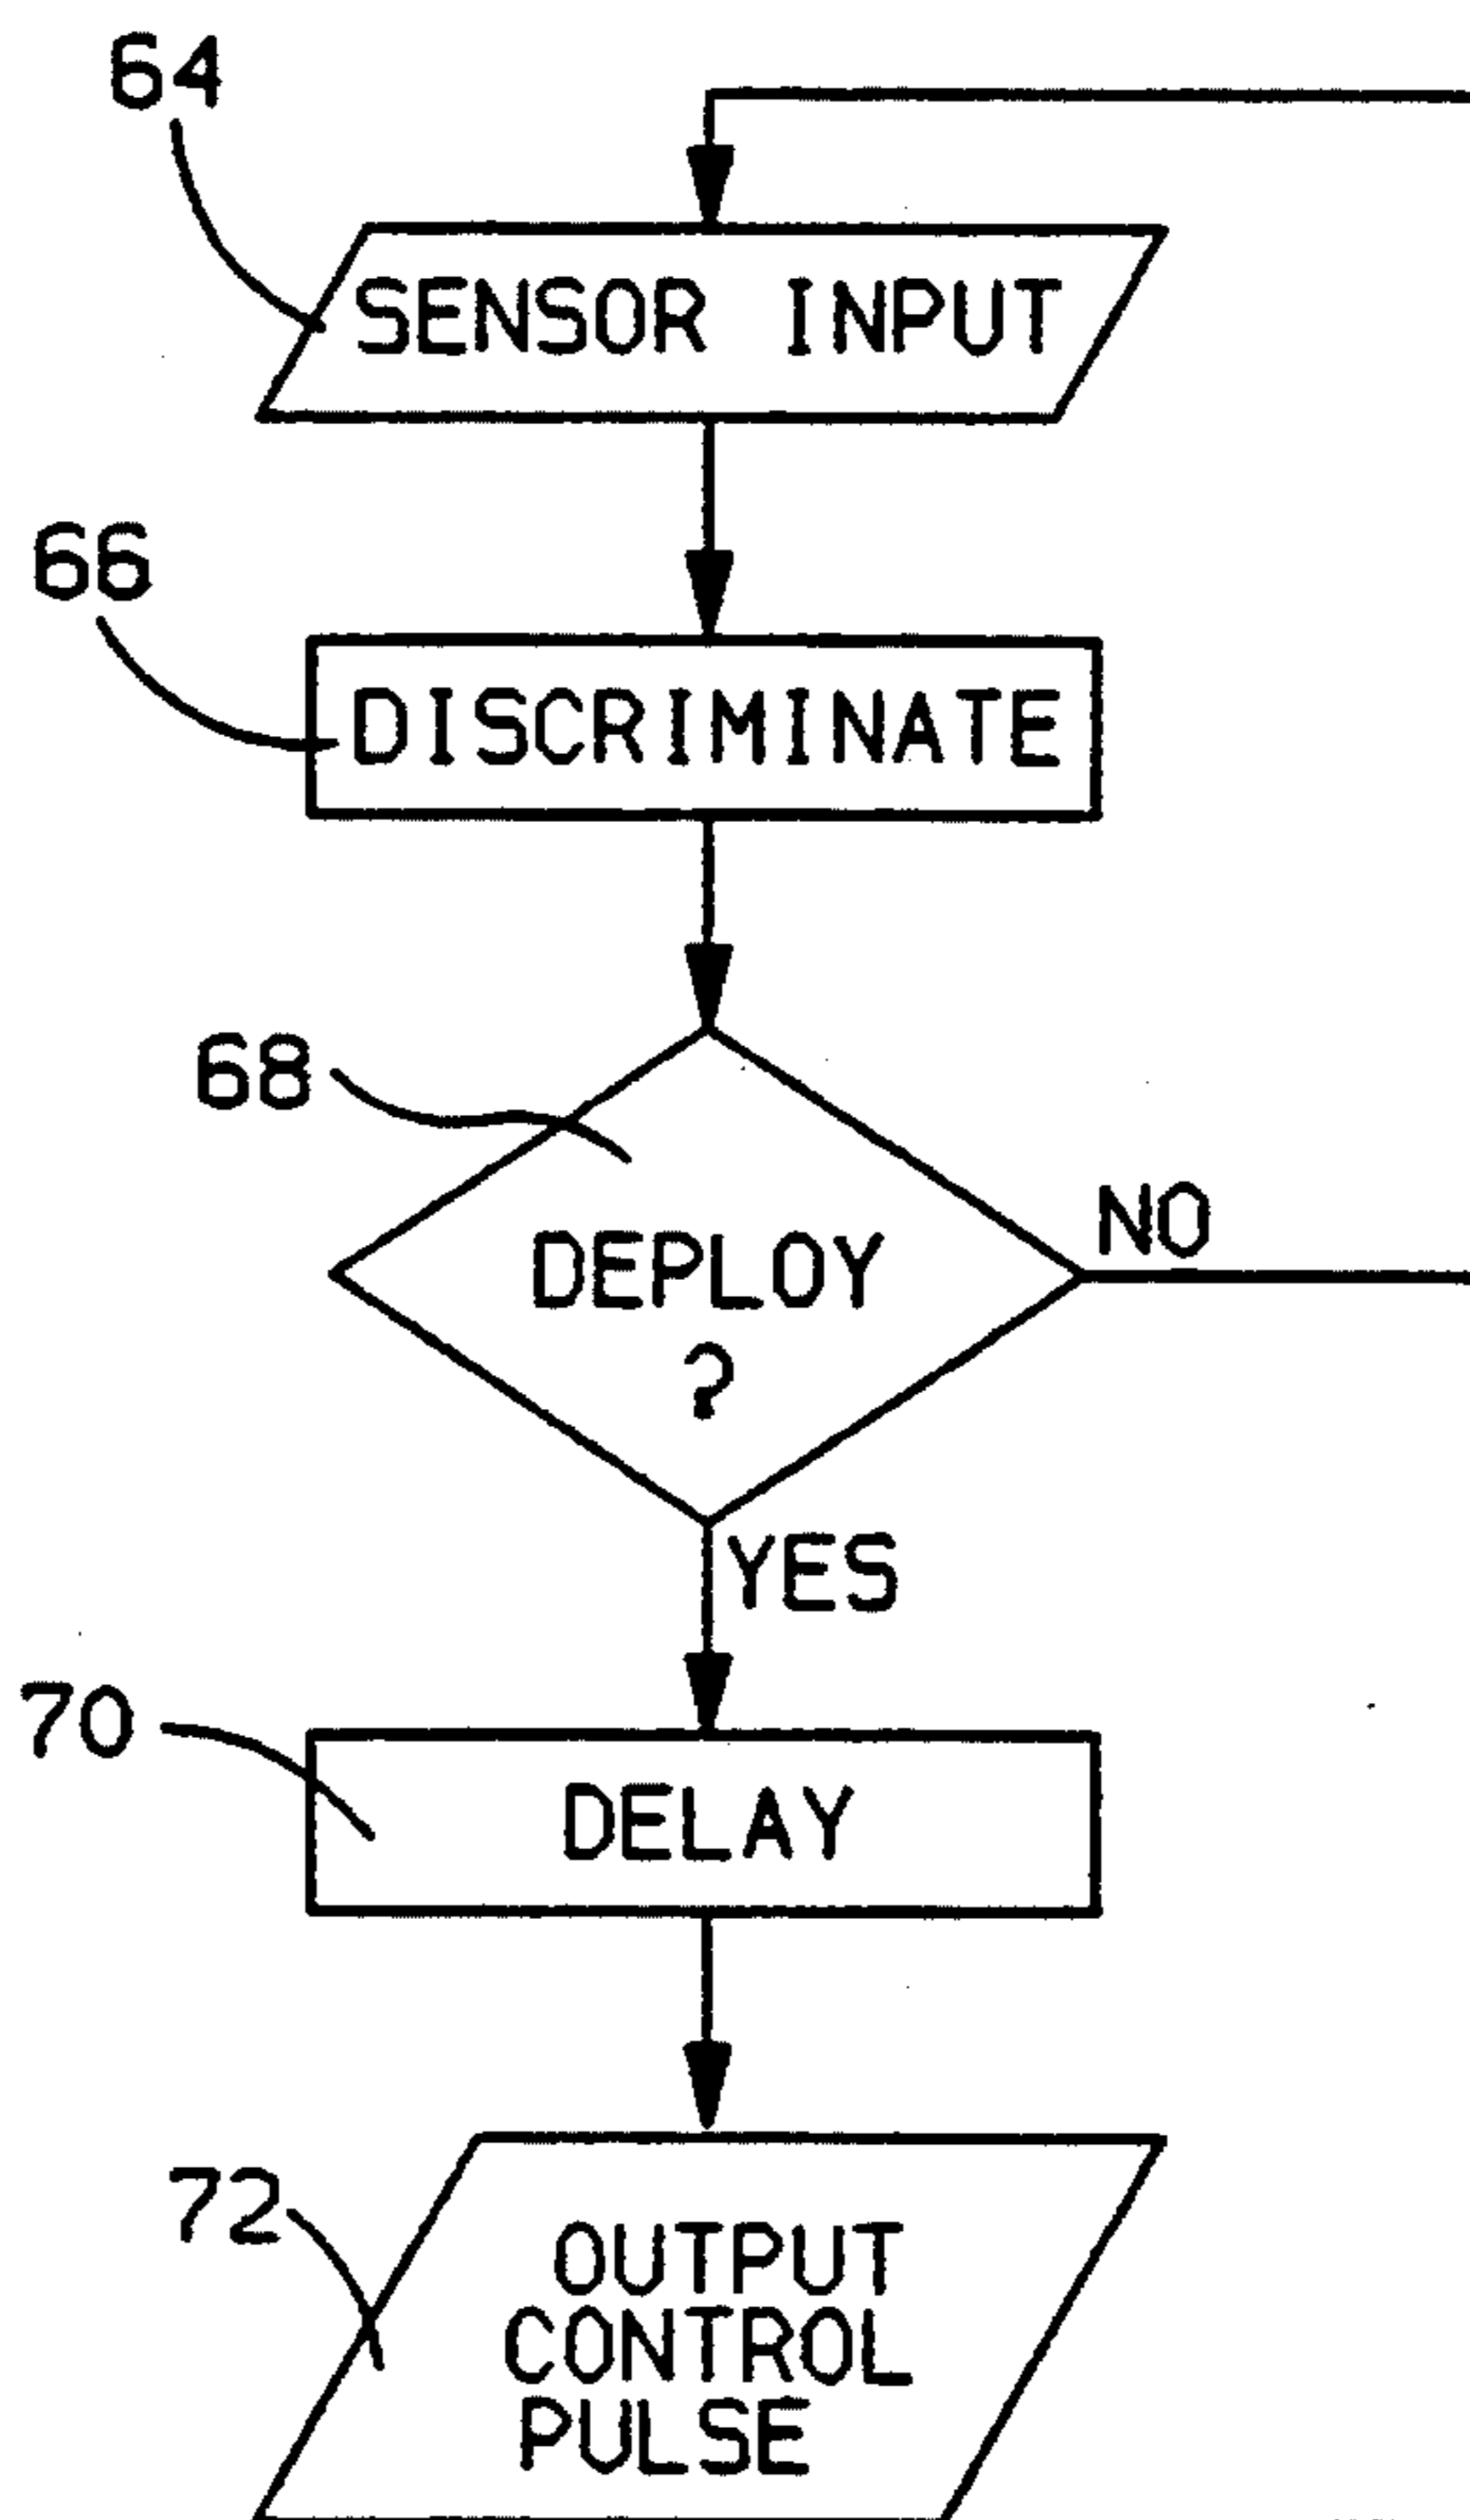 64
SENSOR INPUT
66
DISCRIMINATE
68
DEPLOY
?
NO
YES
70
DELAY
72
OUTPUT
CONTROL
PULSE